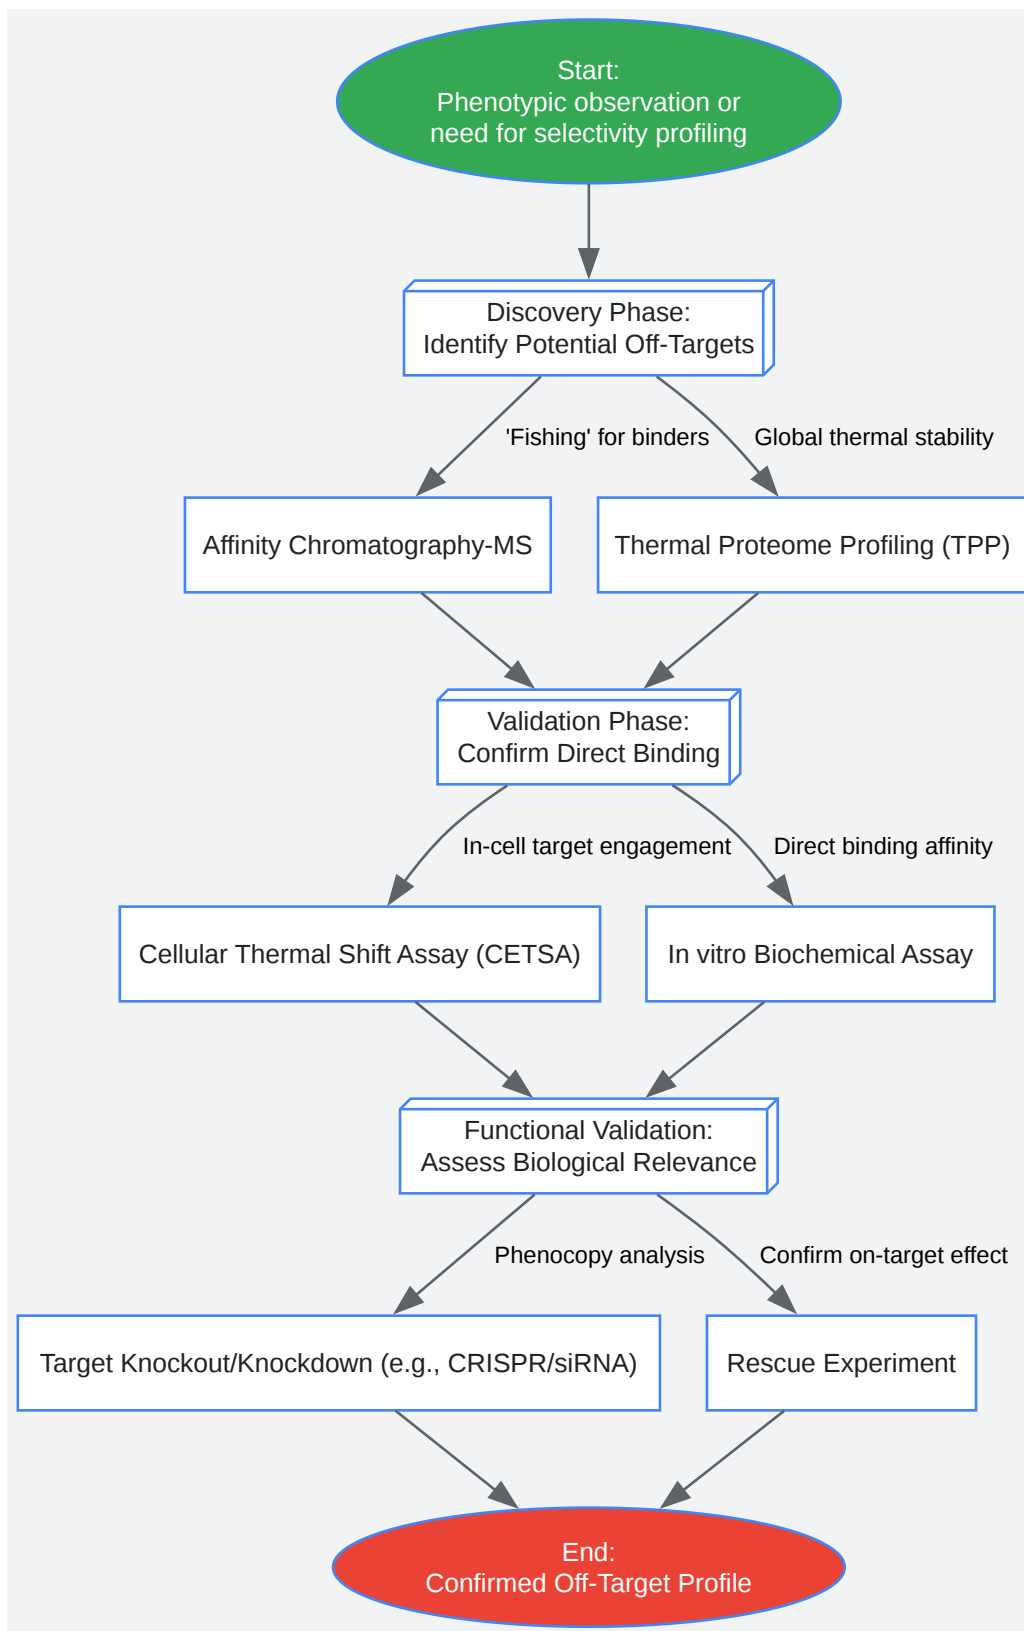 Start:
Phenotypic observation or
need for selectivity profiling
Discovery Phase:
Identify Potential Off-Targets
'Fishing' for binders
Global thermal stability
Affinity Chromatography-MS
Thermal Proteome Profiling (TPP)
Validation Phase:
Confirm Direct Binding
In-cell target engagement
Direct binding affinity
Cellular Thermal Shift Assay (CETSA)
In vitro Biochemical Assay
Functional Validation:
Assess Biological Relevance
Phenocopy analysis
Confirm on-target effect
Target Knockout/Knockdown (e.g., CRISPR/siRNA)
Rescue Experiment
End:
Confirmed Off-Target Profile